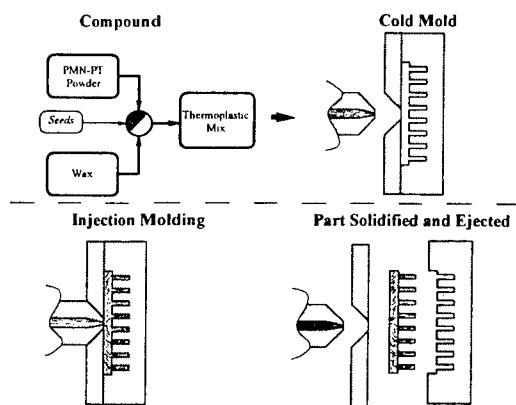 Compound
Cold Mold
PMN-PT
Powder
Seeds
Thermoplastic
Mix
Wax
Injection Molding
Part Solidified and Ejected